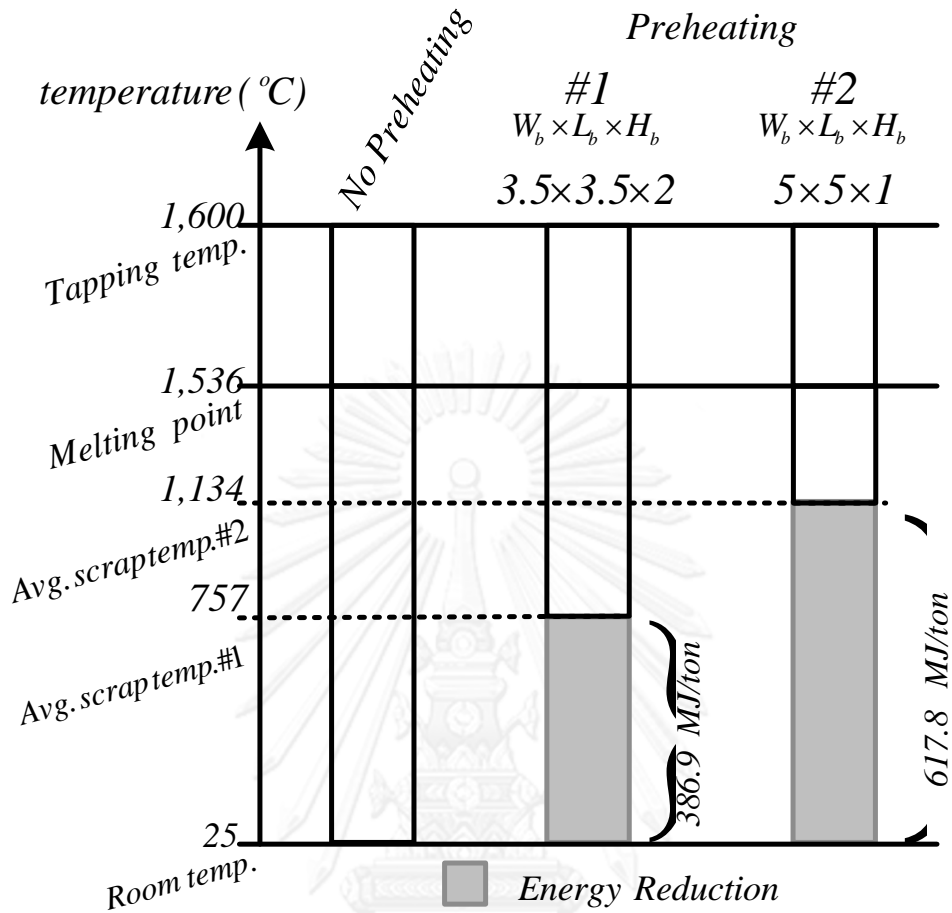 Preheating
temperature ( °C)
No Preheating
#1
W_b × L_b × H_b
3.5×3.5×2
#2
W_b × L_b × H_b
5×5×1
1,600
Tapping temp.
1,536
Melting point
1,134
Avg. scrap temp.#2
757
Avg. scrap temp.#1
386.9 MJ/ton
617.8 MJ/ton
25
Room temp.
Energy Reduction